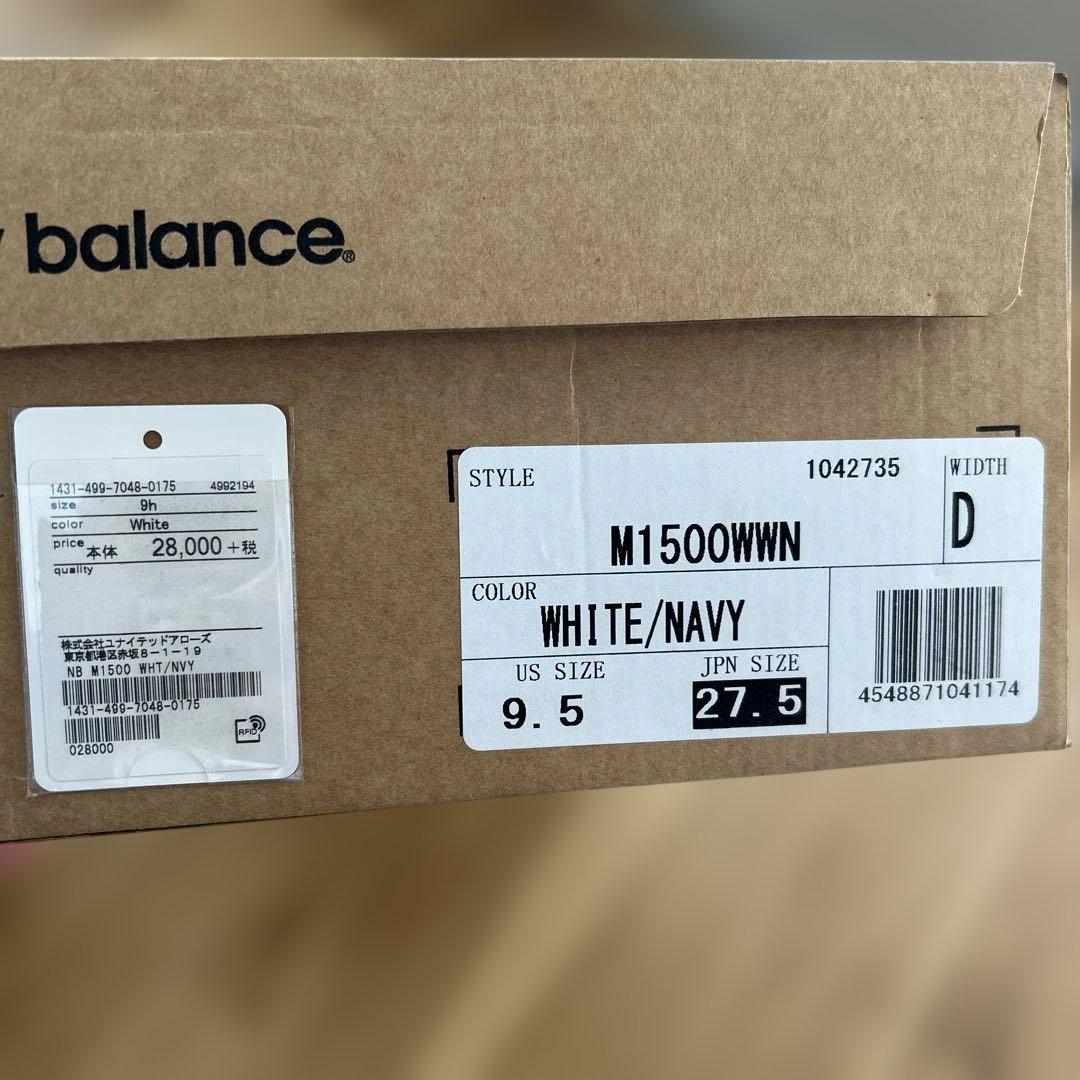 balance®
1431-499-7048-0175 4992194
size 9h
color White
price 本体 28,000+税
quality
株式会社ユナイテッドアローズ
東京都港区赤坂8-1-19
NB M1500 WHT/NVY
1431-499-7048-0175
RFID
028000
STYLE 1042735 WIDTH
M1500WWN D
COLOR
WHITE/NAVY
US SIZE JPN SIZE
9.5 27.5
4548871041174